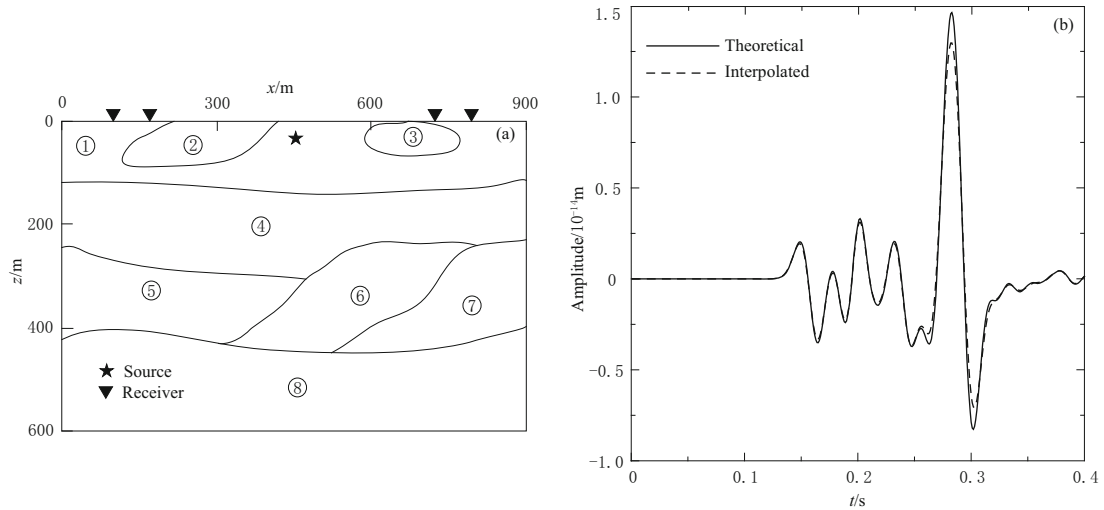 x/m
0 300 600 900
0
(a)
① ② ③
200
④
z/m
⑤ ⑥ ⑦
400
★ Source
▼ Receiver
⑧
600
1.5
(b)
Theoretical
Interpolated
1.0
0.5
Amplitude/10⁻¹⁴m
0
-0.5
-1.0
0 0.1 0.2 0.3 0.4
t/s